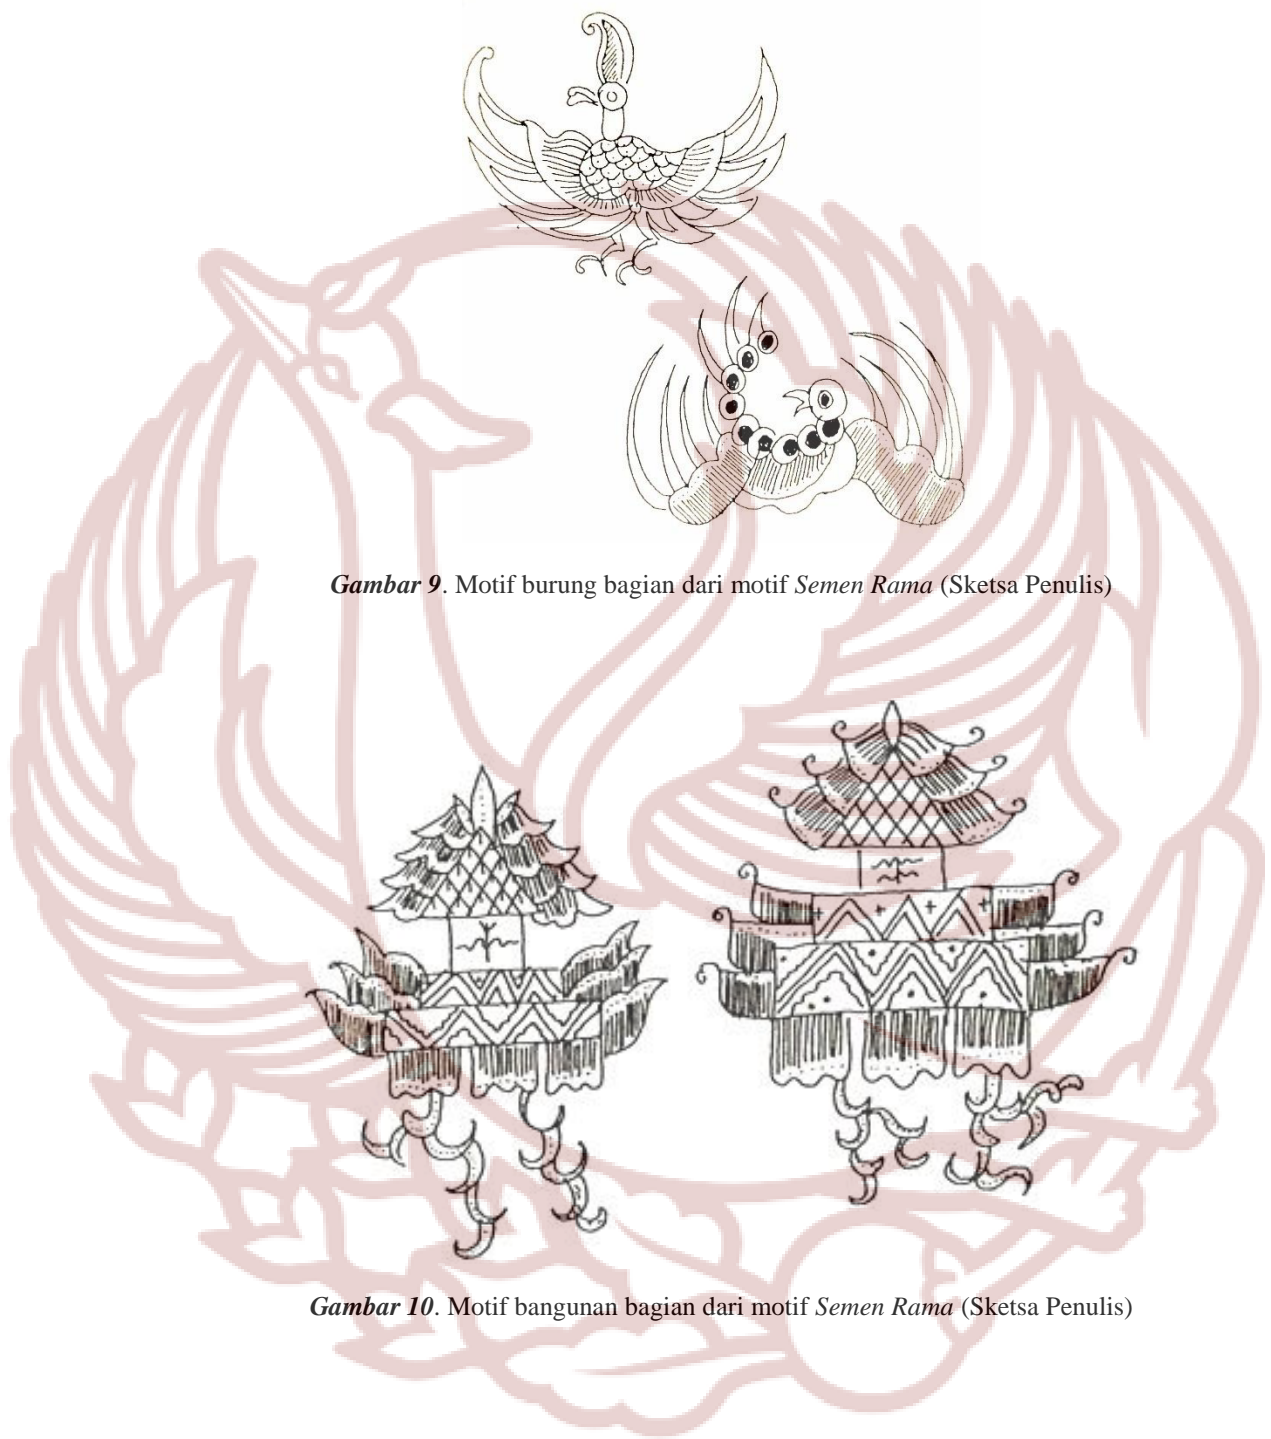 Gambar 9. Motif burung bagian dari motif Semen Rama (Sketsa Penulis)
Gambar 10. Motif bangunan bagian dari motif Semen Rama (Sketsa Penulis)